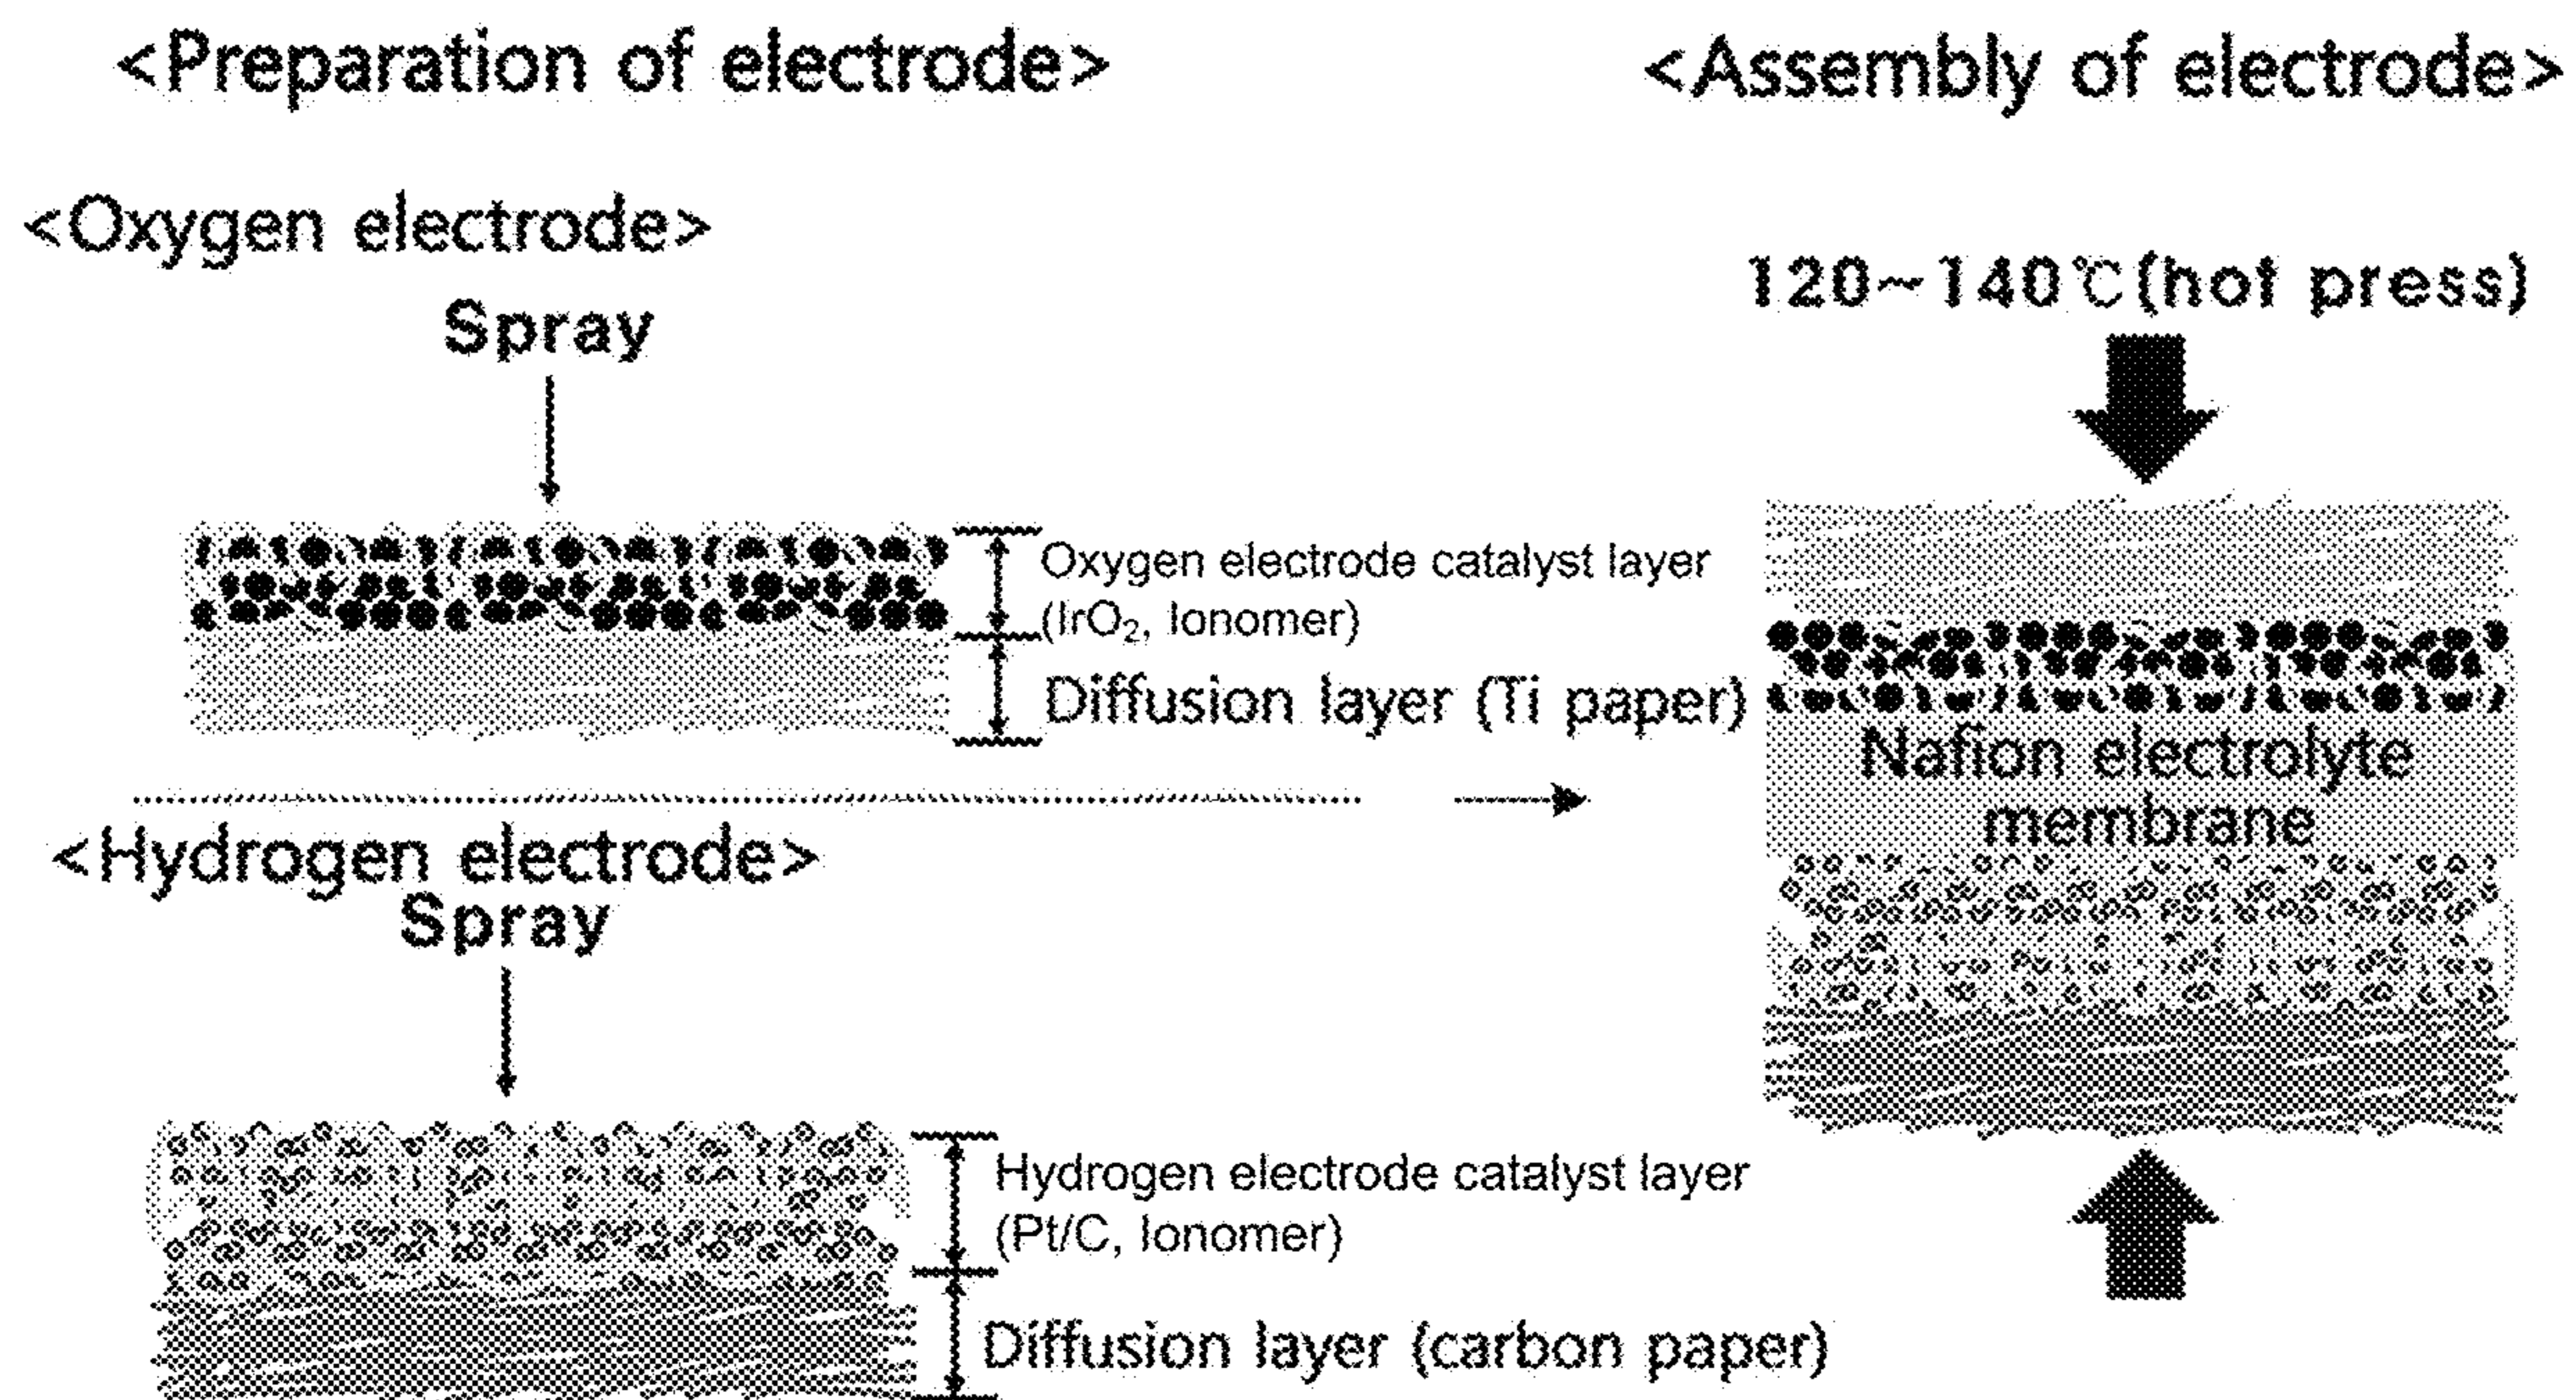 <Preparation of electrode>
<Assembly of electrode>
<Oxygen electrode>
Spray
120~140℃(hot press)
Oxygen electrode catalyst layer
(IrO₂, Ionomer)
Diffusion layer (Ti paper)
Nafion electrolyte
membrane
<Hydrogen electrode>
Spray
Hydrogen electrode catalyst layer
(Pt/C, Ionomer)
Diffusion layer (carbon paper)